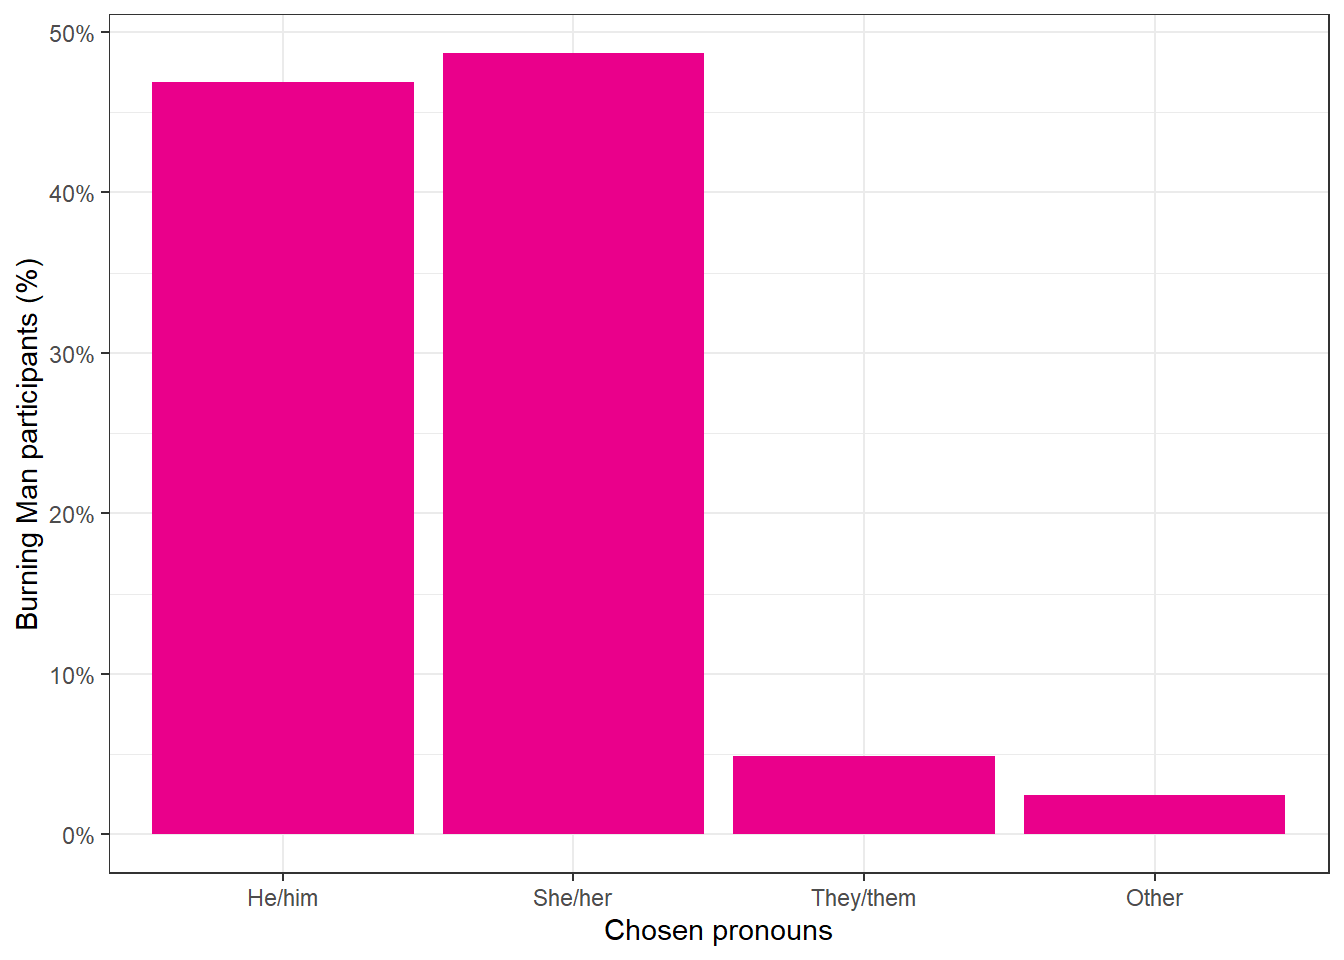 50%
40%
30%
20%
10%
0%
Burning Man participants (%)
He/him She/her They/them Other
Chosen pronouns